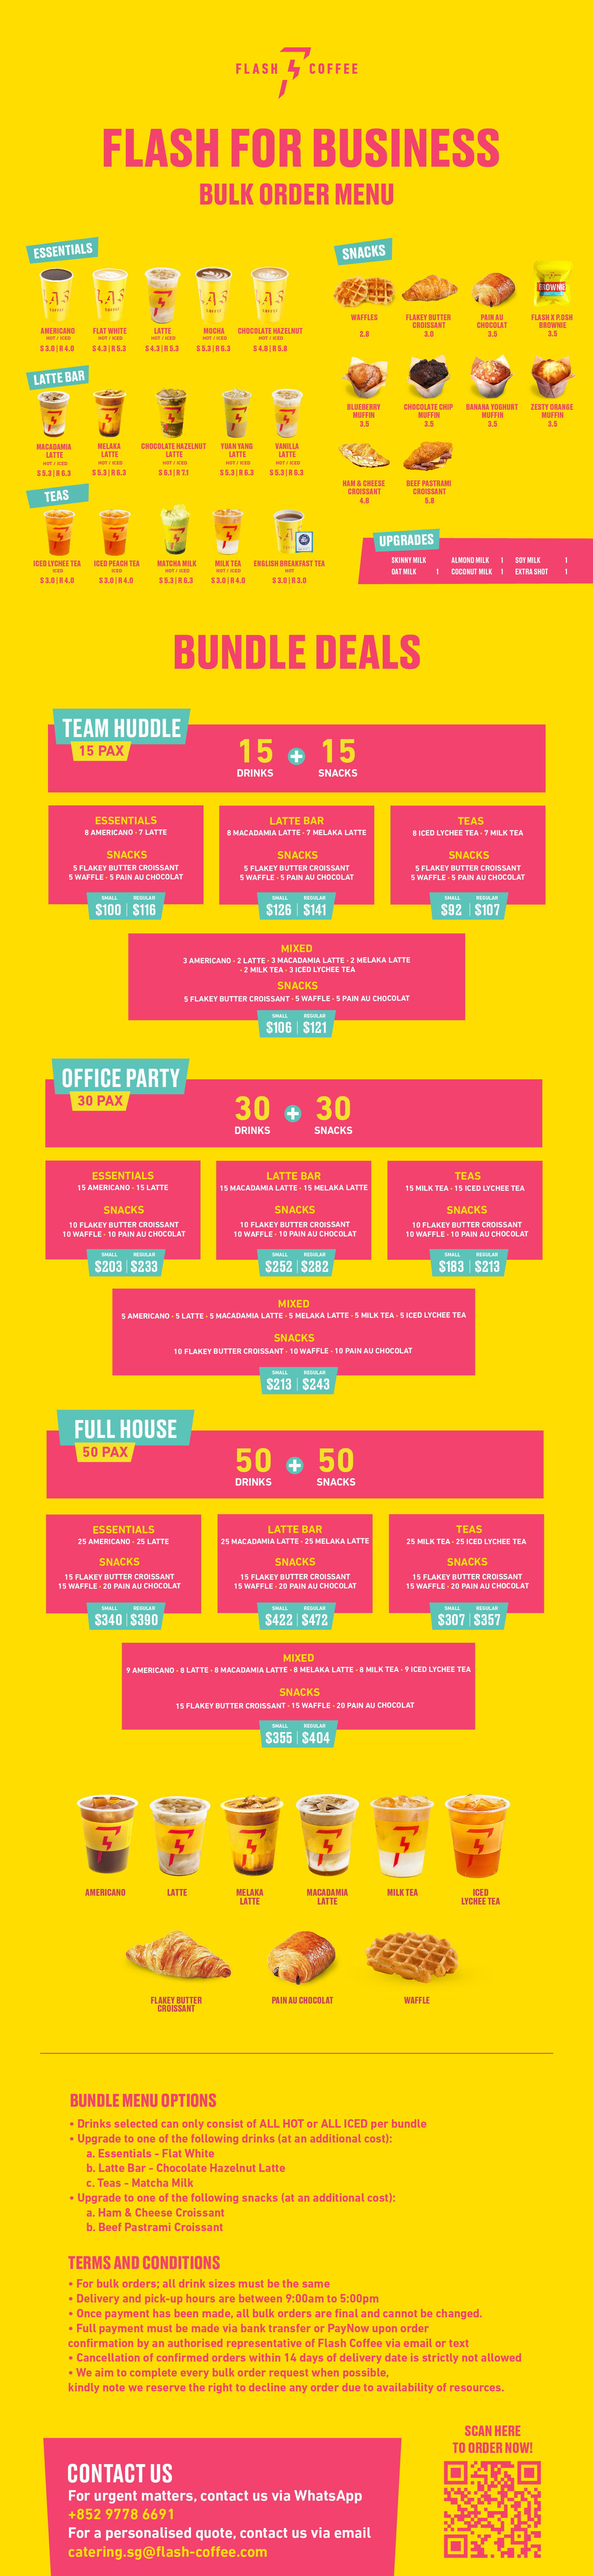 FLASH COFFEE
FLASH FOR BUSINESS
BULK ORDER MENU
ESSENTIALS
AMERICANO
HOT / ICED
S 3.0 | R 4.0
FLAT WHITE
HOT / ICED
S 4.3 | R 5.3
LATTE
HOT / ICED
S 4.3 | R 5.3
MOCHA
HOT / ICED
S 5.3 | R 6.3
CHOCOLATE HAZELNUT
HOT / ICED
LATTE BAR
MACADAMIA
LATTE
HOT / ICED
S 5.3 | R 6.3
MELAKA
LATTE
HOT / ICED
S 5.3 | R 6.3
CHOCOLATE HAZELNUT
LATTE
HOT / ICED
S 6.1 | R 7.1
YUAN YANG
LATTE
HOT / ICED
S 5.3 | R 6.3
VANILLA
LATTE
HOT / ICED
S 5.3 | R 6.3
TEAS
ICED LYCHEE TEA
ICED
S 3.0 | R 4.0
ICED PEACH TEA
ICED
S 3.0 | R 4.0
MATCHA MILK
HOT / ICED
S 5.3 | R 6.3
MILK TEA
HOT / ICED
S 3.0 | R 4.0
ENGLISH BREAKFAST TEA
HOT
S 3.0 | R 3.0
SNACKS
WAFFLES
2.8
FLAKEY BUTTER
CROISSANT
3.0
PAIN AU
CHOCOLAT
3.5
BROWNIE
FLASH X P.OSH
BROWNIE
3.5
BLUEBERRY
MUFFIN
3.5
CHOCOLATE CHIP
MUFFIN
3.5
BANANA YOGHURT
MUFFIN
3.5
ZESTY ORANGE
MUFFIN
3.5
HAM & CHEESE
CROISSANT
4.8
BEEF PASTRAMI
CROISSANT
5.8
UPGRADES
SKINNY MILK
ALMOND MILK 1
SOY MILK 1
OAT MILK 1
COCONUT MILK 1
EXTRA SHOT 1
BUNDLE DEALS
TEAM HUDDLE
15 PAX
15 + 15
DRINKS SNACKS
ESSENTIALS
8 AMERICANO · 7 LATTE
SNACKS
5 FLAKEY BUTTER CROISSANT
5 WAFFLE · 5 PAIN AU CHOCOLAT
SMALL REGULAR
$100 | $116
LATTE BAR
8 MACADAMIA LATTE · 7 MELAKA LATTE
SNACKS
5 FLAKEY BUTTER CROISSANT
5 WAFFLE · 5 PAIN AU CHOCOLAT
SMALL REGULAR
$126 | $141
TEAS
8 ICED LYCHEE TEA · 7 MILK TEA
SNACKS
5 FLAKEY BUTTER CROISSANT
5 WAFFLE · 5 PAIN AU CHOCOLAT
SMALL REGULAR
$92 | $107
MIXED
3 AMERICANO · 2 LATTE · 3 MACADAMIA LATTE · 2 MELAKA LATTE
· 2 MILK TEA · 3 ICED LYCHEE TEA
SNACKS
5 FLAKEY BUTTER CROISSANT · 5 WAFFLE · 5 PAIN AU CHOCOLAT
SMALL REGULAR
$106 | $121
OFFICE PARTY
30 PAX
30 + 30
DRINKS SNACKS
ESSENTIALS
15 AMERICANO · 15 LATTE
SNACKS
10 FLAKEY BUTTER CROISSANT
10 WAFFLE · 10 PAIN AU CHOCOLAT
SMALL REGULAR
$203 | $233
LATTE BAR
15 MACADAMIA LATTE · 15 MELAKA LATTE
SNACKS
10 FLAKEY BUTTER CROISSANT
10 WAFFLE · 10 PAIN AU CHOCOLAT
SMALL REGULAR
$252 | $282
TEAS
15 MILK TEA · 15 ICED LYCHEE TEA
SNACKS
10 FLAKEY BUTTER CROISSANT
10 WAFFLE · 10 PAIN AU CHOCOLAT
SMALL REGULAR
$183 | $213
MIXED
5 AMERICANO · 5 LATTE · 5 MACADAMIA LATTE · 5 MELAKA LATTE · 5 MILK TEA · 5 ICED LYCHEE TEA
SNACKS
10 FLAKEY BUTTER CROISSANT · 10 WAFFLE · 10 PAIN AU CHOCOLAT
SMALL REGULAR
$213 | $243
FULL HOUSE
50 PAX
50 + 50
DRINKS SNACKS
ESSENTIALS
25 AMERICANO · 25 LATTE
SNACKS
15 FLAKEY BUTTER CROISSANT
15 WAFFLE · 20 PAIN AU CHOCOLAT
SMALL REGULAR
$340 | $390
LATTE BAR
25 MACADAMIA LATTE · 25 MELAKA LATTE
SNACKS
15 FLAKEY BUTTER CROISSANT
15 WAFFLE · 20 PAIN AU CHOCOLAT
SMALL REGULAR
$422 | $472
TEAS
25 MILK TEA · 25 ICED LYCHEE TEA
SNACKS
15 FLAKEY BUTTER CROISSANT
15 WAFFLE · 20 PAIN AU CHOCOLAT
SMALL REGULAR
$307 | $357
MIXED
9 AMERICANO · 8 LATTE · 8 MACADAMIA LATTE · 8 MELAKA LATTE · 8 MILK TEA · 9 ICED LYCHEE TEA
SNACKS
15 FLAKEY BUTTER CROISSANT · 15 WAFFLE · 20 PAIN AU CHOCOLAT
SMALL REGULAR
$355 | $404
AMERICANO
LATTE
MELAKA
LATTE
MACADAMIA
LATTE
MILK TEA
ICED
LYCHEE TEA
FLAKEY BUTTER
CROISSANT
PAIN AU CHOCOLAT
WAFFLE
BUNDLE MENU OPTIONS
• Drinks selected can only consist of ALL HOT or ALL ICED per bundle
• Upgrade to one of the following drinks (at an additional cost):
a. Essentials - Flat White
b. Latte Bar - Chocolate Hazelnut Latte
c. Teas - Matcha Milk
• Upgrade to one of the following snacks (at an additional cost):
a. Ham & Cheese Croissant
b. Beef Pastrami Croissant
TERMS AND CONDITIONS
• For bulk orders; all drink sizes must be the same
• Delivery and pick-up hours are between 9:00am to 5:00pm
• Once payment has been made, all bulk orders are final and cannot be changed.
• Full payment must be made via bank transfer or PayNow upon order
confirmation by an authorised representative of Flash Coffee via email or text
• Cancellation of confirmed orders within 14 days of delivery date is strictly not allowed
• We aim to complete every bulk order request when possible,
kindly note we reserve the right to decline any order due to availability of resources.
CONTACT US
For urgent matters, contact us via WhatsApp
+852 9778 6691
For a personalised quote, contact us via email
catering.sg@flash-coffee.com
SCAN HERE
TO ORDER NOW!